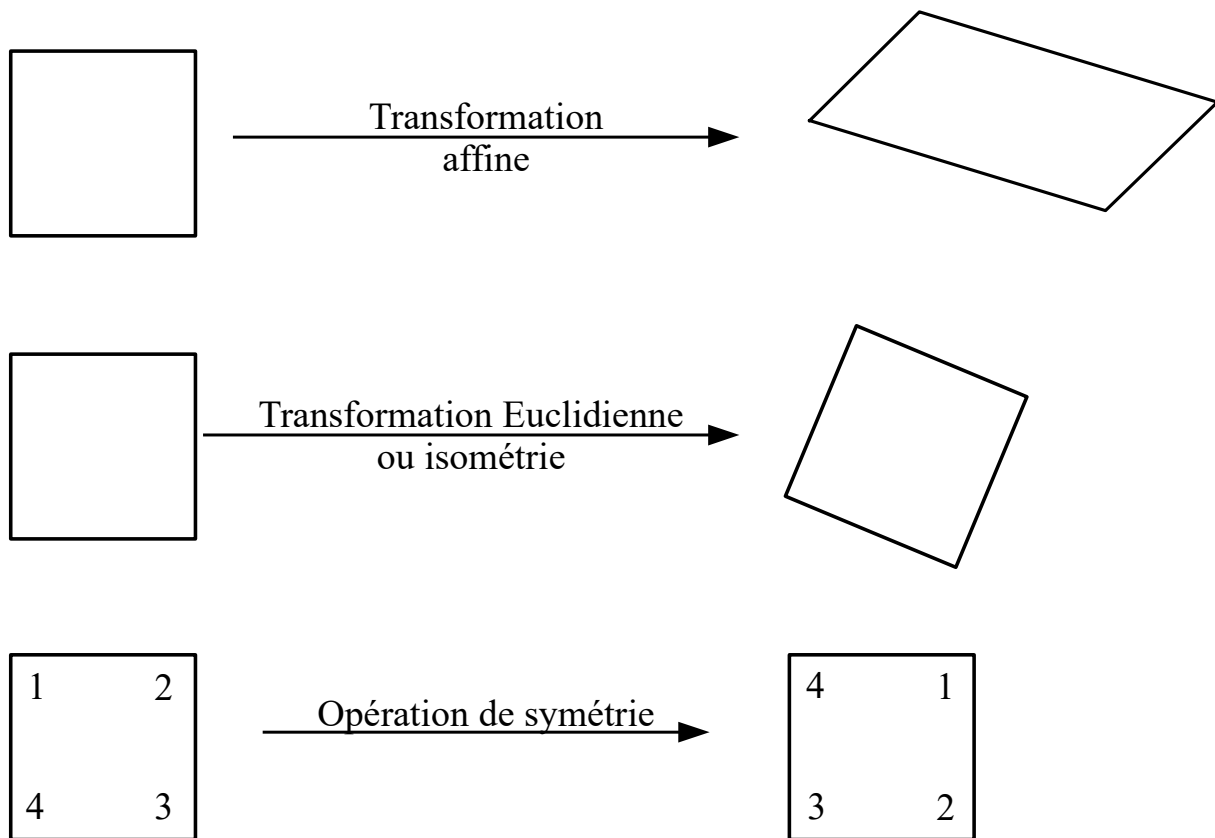 Transformation
affine
Transformation Euclidienne
ou isométrie
1 2
4 3
Opération de symétrie
4 1
3 2